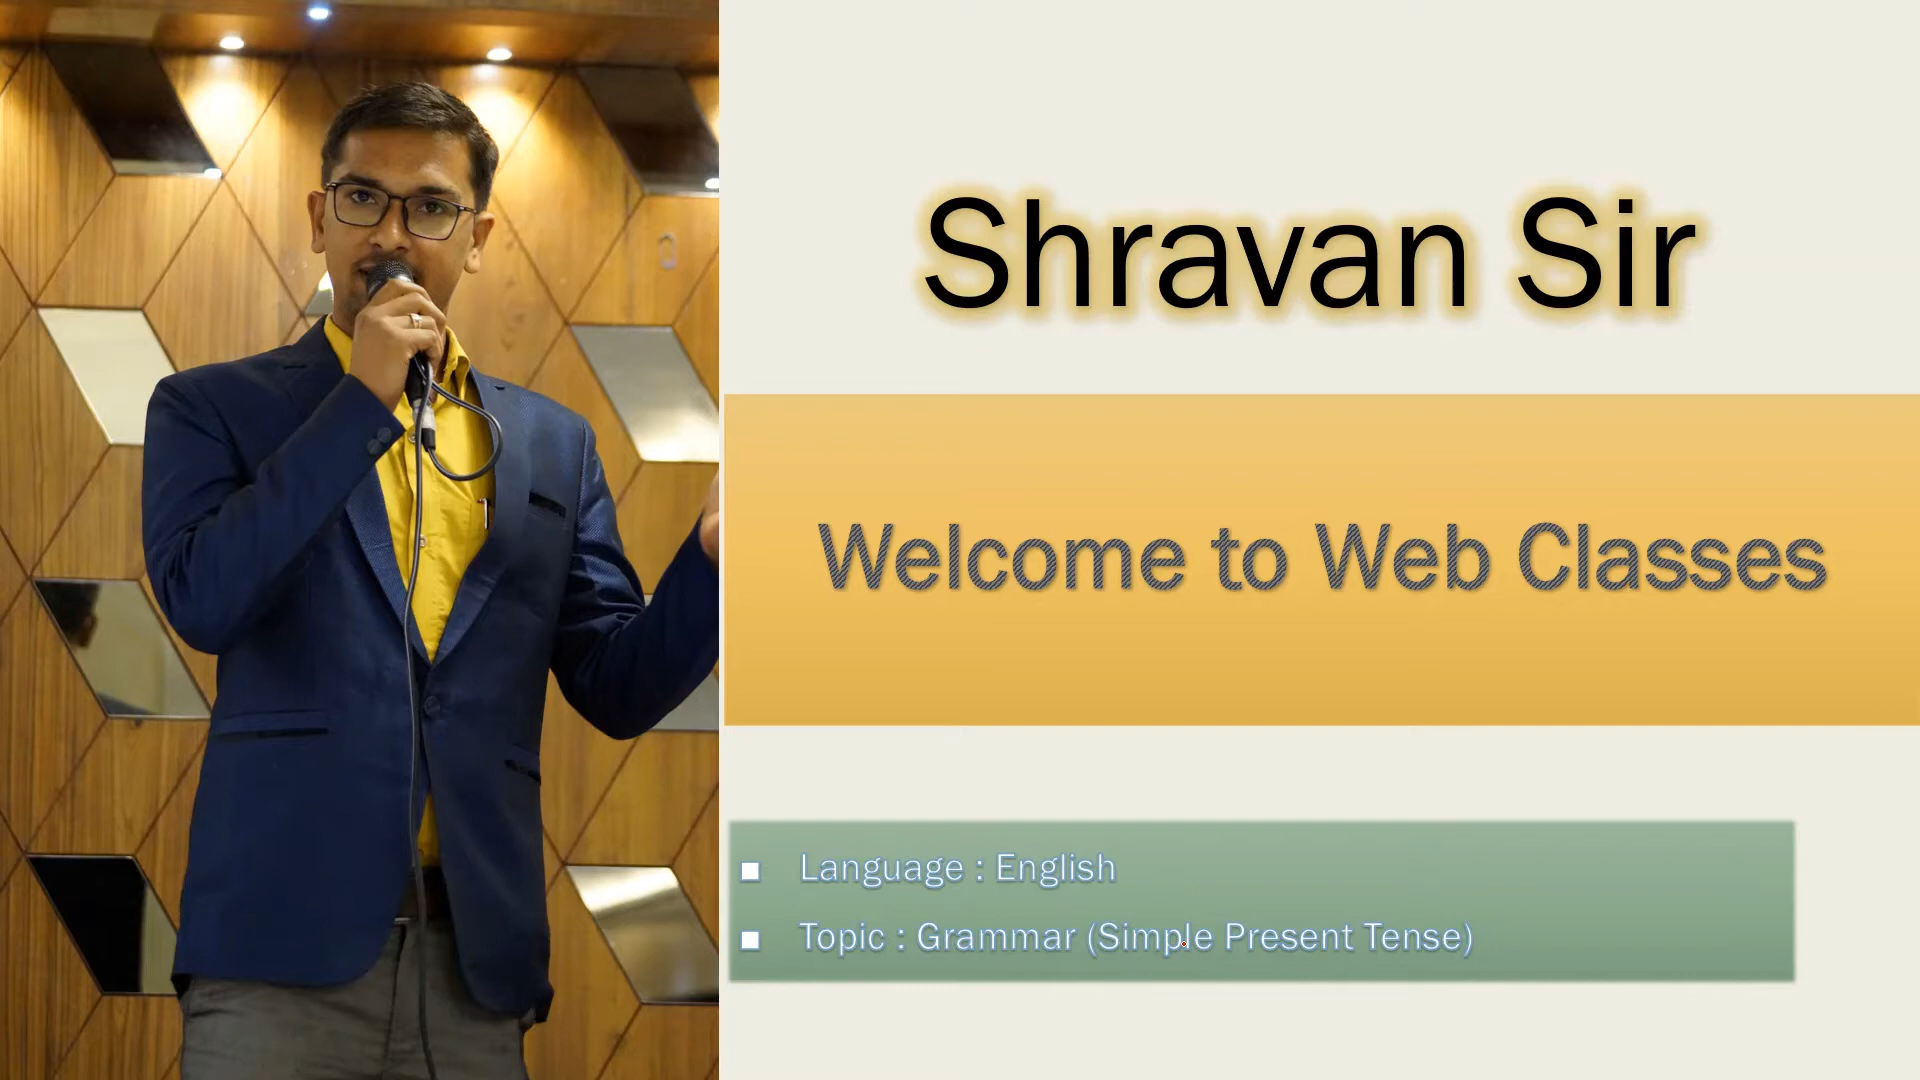 Shravan Sir
Welcome to Web Classes
Language : English
Topic : Grammar (Simple Present Tense)